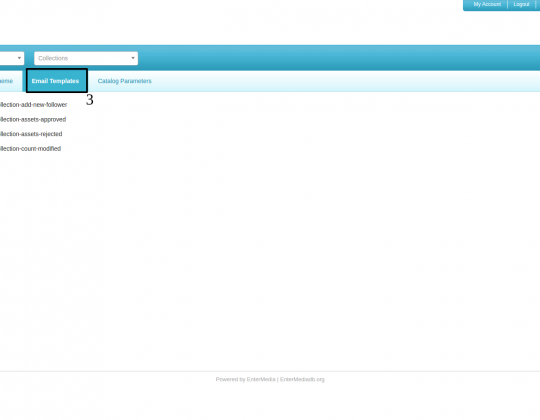 My Account Logout
Collections
Email Templates Catalog Parameters
3
llection-add-new-follower
llection-assets-approved
llection-assets-rejected
llection-count-modified
Powered by EnterMedia | EnterMediadb.org